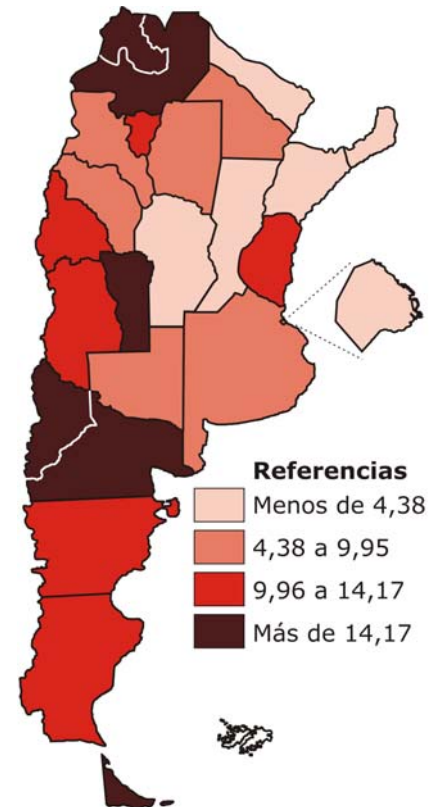 Referencias
Menos de 4,38
4,38 a 9,95
9,96 a 14,17
Más de 14,17